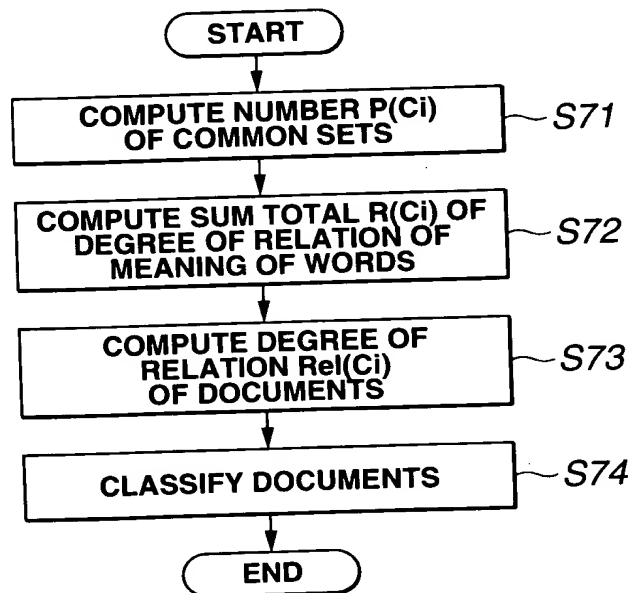 START
COMPUTE NUMBER P(Ci)
OF COMMON SETS
S71
COMPUTE SUM TOTAL R(Ci) OF
DEGREE OF RELATION OF
MEANING OF WORDS
S72
COMPUTE DEGREE OF
RELATION Rel(Ci)
OF DOCUMENTS
S73
CLASSIFY DOCUMENTS
S74
END